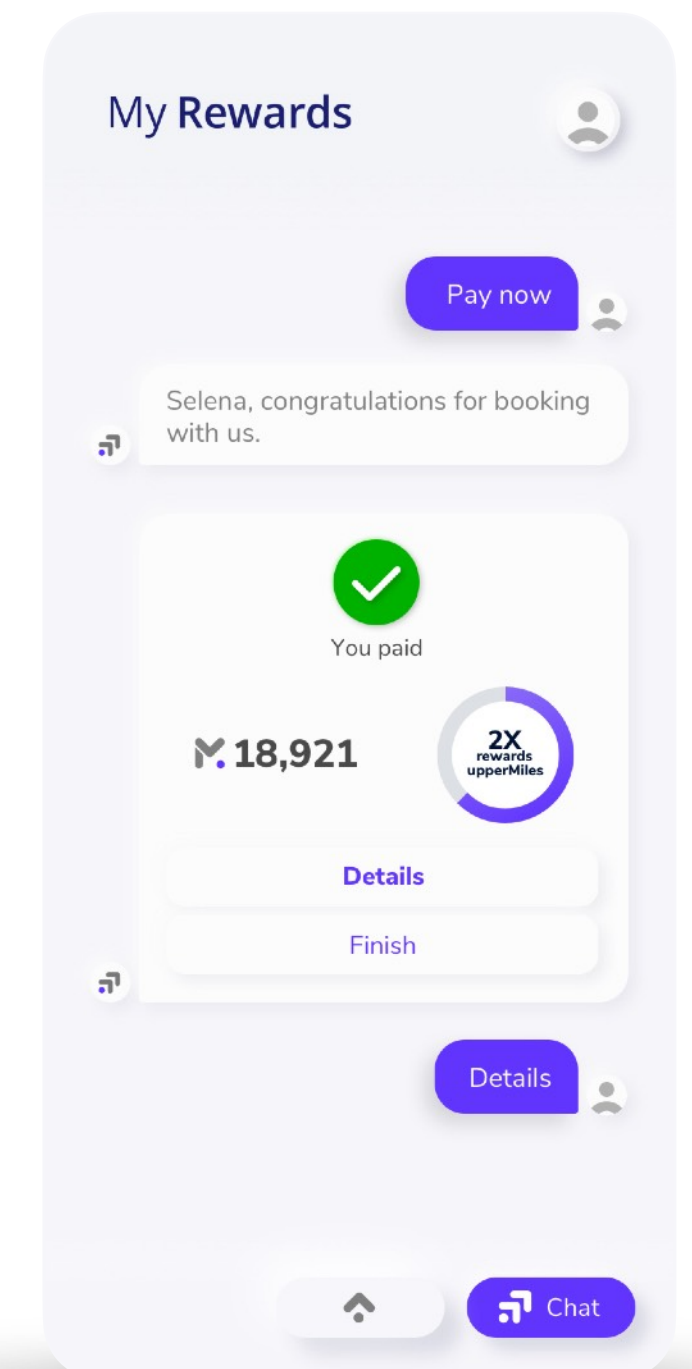 My Rewards
Pay now
Selena, congratulations for booking
with us.
You paid
18,921
2X
rewards
upperMiles
Details
Finish
Details
Chat